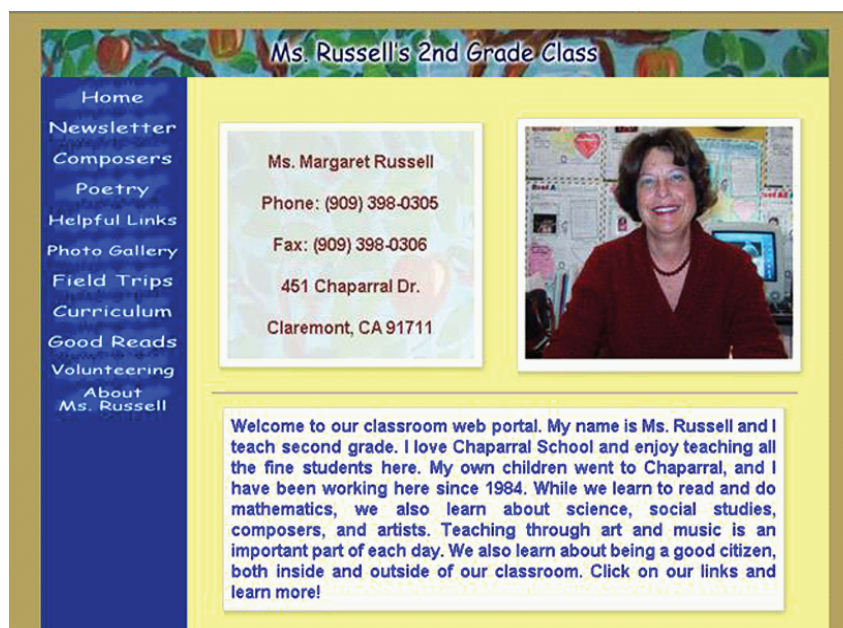 Ms. Russell's 2nd Grade Class
Home
Newsletter
Composers
Poetry
Helpful Links
Photo Gallery
Field Trips
Curriculum
Good Reads
Volunteering
About
Ms. Russell
Ms. Margaret Russell
Phone: (909) 398-0305
Fax: (909) 398-0306
451 Chaparral Dr.
Claremont, CA 91711
Welcome to our classroom web portal. My name is Ms. Russell and I
teach second grade. I love Chaparral School and enjoy teaching all
the fine students here. My own children went to Chaparral, and I
have been working here since 1984. While we learn to read and do
mathematics, we also learn about science, social studies,
composers, and artists. Teaching through art and music is an
important part of each day. We also learn about being a good citizen,
both inside and outside of our classroom. Click on our links and
learn more!